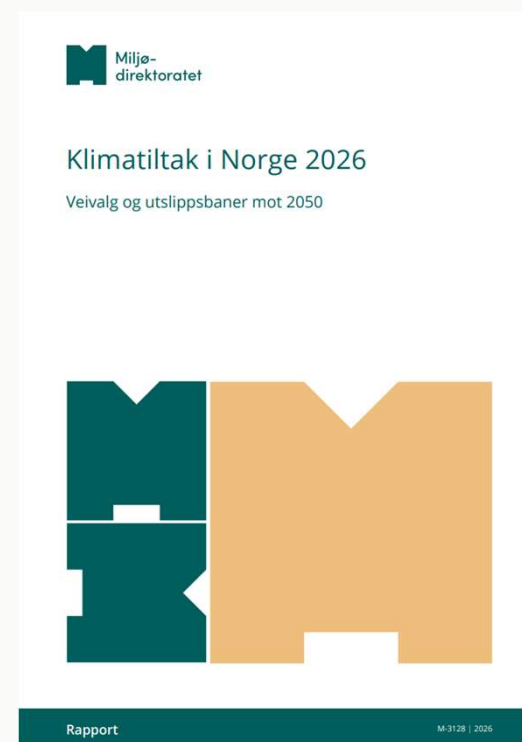 Miljø-
direktoratet
Klimatiltak i Norge 2026
Veivalg og utslippsbaner mot 2050
Rapport
M-3128 | 2026